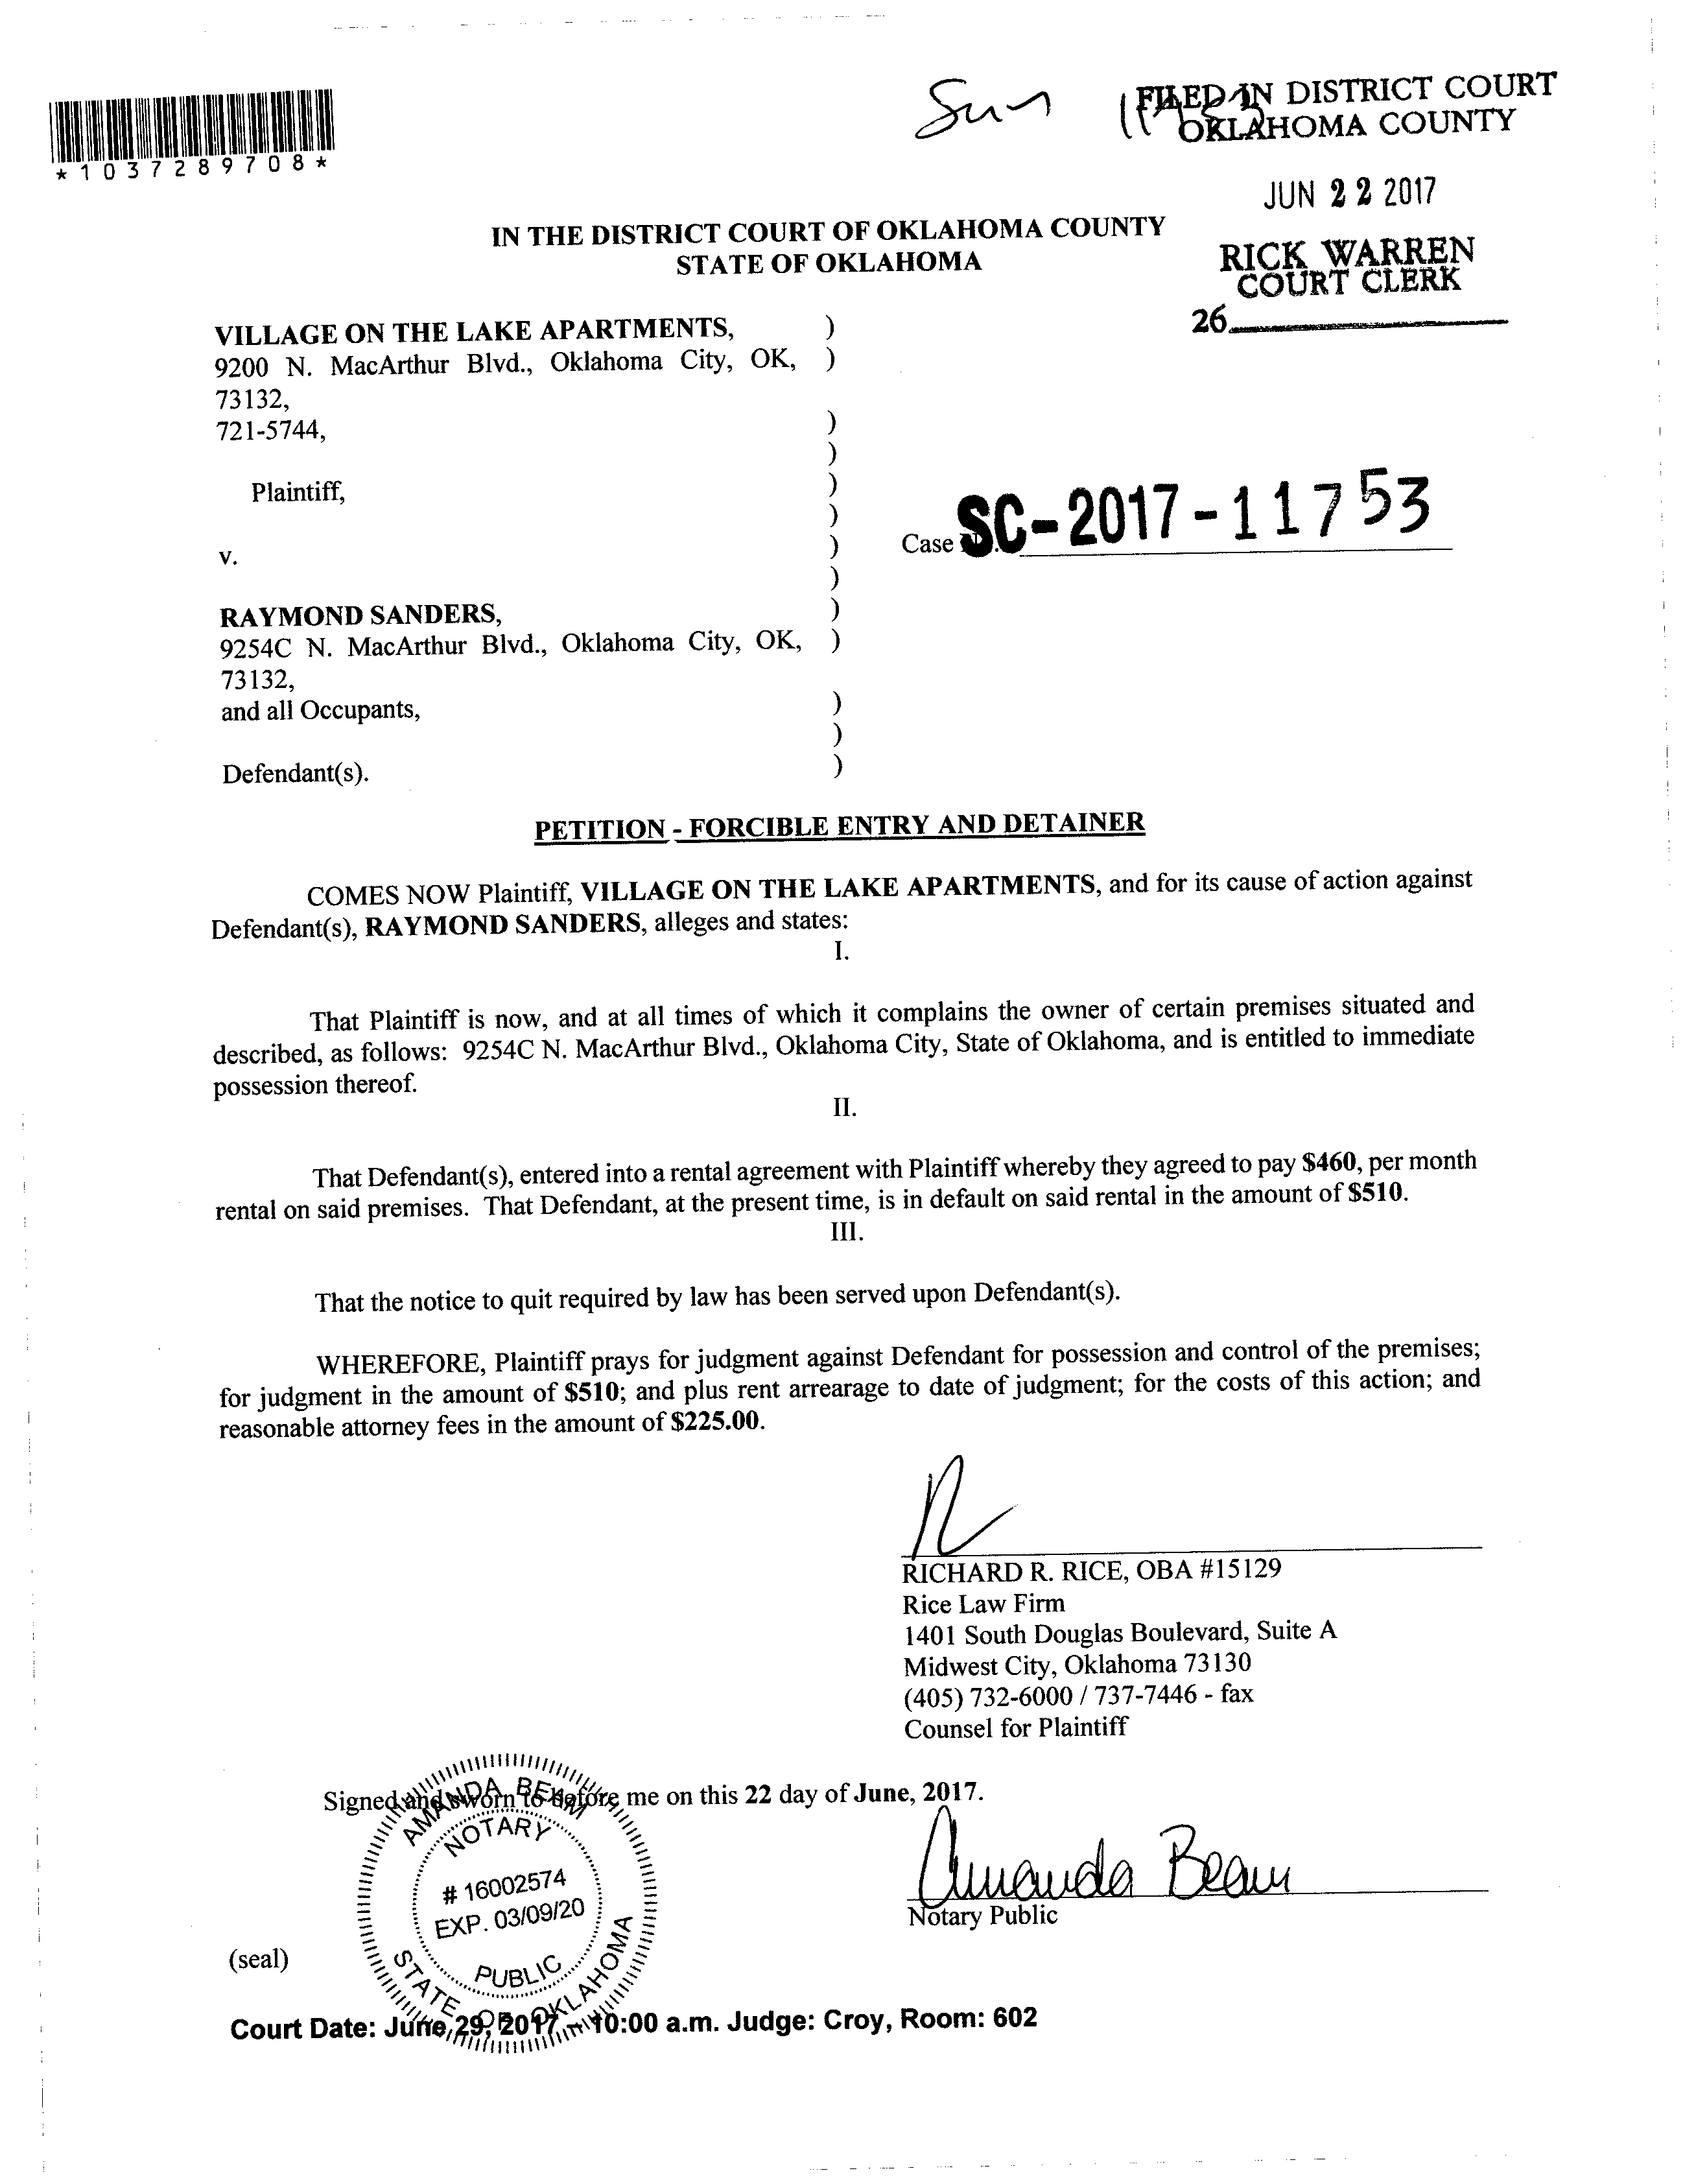 *1037289708*
Sum
FILED IN DISTRICT COURT
OKLAHOMA COUNTY
JUN 22 2017
RICK WARREN
COURT CLERK
26
IN THE DISTRICT COURT OF OKLAHOMA COUNTY
STATE OF OKLAHOMA
VILLAGE ON THE LAKE APARTMENTS, )
9200 N. MacArthur Blvd., Oklahoma City, OK, )
73132,
721-5744, )
)
Plaintiff, )
)
v. )
)
RAYMOND SANDERS, )
9254C N. MacArthur Blvd., Oklahoma City, OK, )
73132,
and all Occupants, )
)
Defendant(s). )
Case SC-2017-11753
PETITION - FORCIBLE ENTRY AND DETAINER
COMES NOW Plaintiff, VILLAGE ON THE LAKE APARTMENTS, and for its cause of action against
Defendant(s), RAYMOND SANDERS, alleges and states:
I.
That Plaintiff is now, and at all times of which it complains the owner of certain premises situated and
described, as follows: 9254C N. MacArthur Blvd., Oklahoma City, State of Oklahoma, and is entitled to immediate
possession thereof.
II.
That Defendant(s), entered into a rental agreement with Plaintiff whereby they agreed to pay $460, per month
rental on said premises. That Defendant, at the present time, is in default on said rental in the amount of $510.
III.
That the notice to quit required by law has been served upon Defendant(s).
WHEREFORE, Plaintiff prays for judgment against Defendant for possession and control of the premises;
for judgment in the amount of $510; and plus rent arrearage to date of judgment; for the costs of this action; and
reasonable attorney fees in the amount of $225.00.
RICHARD R. RICE, OBA #15129
Rice Law Firm
1401 South Douglas Boulevard, Suite A
Midwest City, Oklahoma 73130
(405) 732-6000 / 737-7446 - fax
Counsel for Plaintiff
Signed and sworn to before me on this 22 day of June, 2017.
AMANDA BEAM
NOTARY
# 16002574
EXP. 03/09/20
PUBLIC
STATE OF OKLAHOMA
Amanda Beam
Notary Public
(seal)
Court Date: June 29, 2017 - 10:00 a.m. Judge: Croy, Room: 602